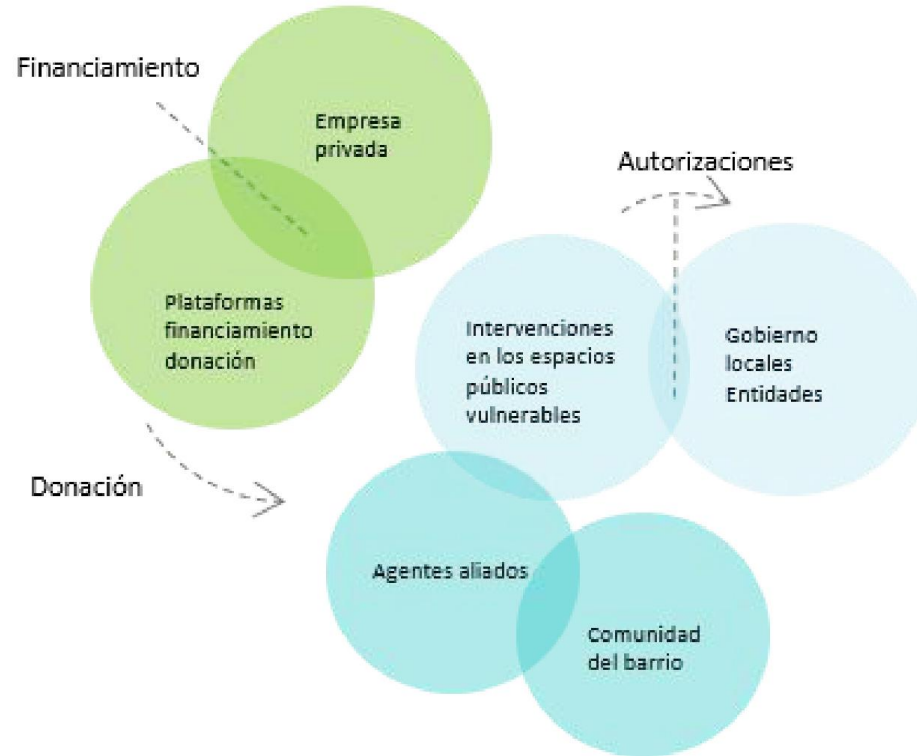 Financiamiento
Empresa
privada
Autorizaciones
Plataformas
financiamiento
donación
Intervenciones
en los espacios
públicos
vulnerables
Gobierno
locales
Entidades
Donación
Agentes aliados
Comunidad
del barrio